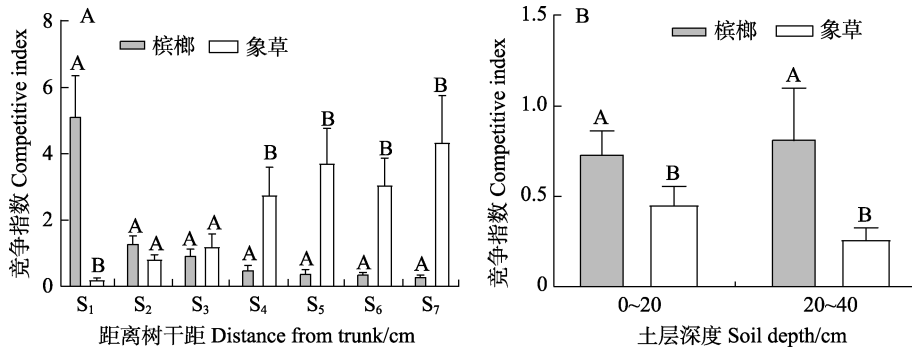 A
槟榔 象草
竞争指数 Competitive index
8
6
4
2
0
A B
A A
A A
A B
A B
A B
A B
S₁ S₂ S₃ S₄ S₅ S₆ S₇
距离树干距 Distance from trunk/cm
B
槟榔 象草
竞争指数 Competitive index
1.5
1.0
0.5
0
A B
A B
0~20 20~40
土层深度 Soil depth/cm